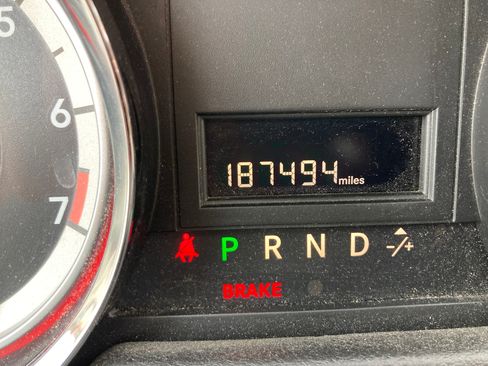 5
6
7
187494 miles
P R N D -/+
BRAKE